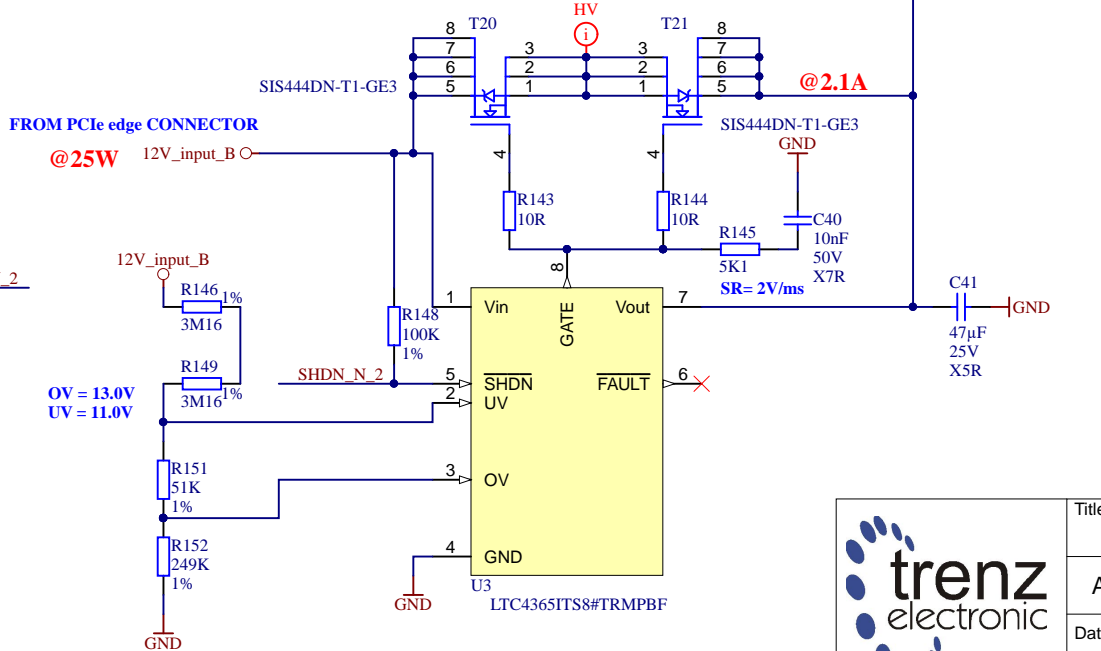 HV
i
T20
T21
8
7
6
5
3
2
1
3
2
1
8
7
6
5
SIS444DN-T1-GE3
@2.1A
SIS444DN-T1-GE3
FROM PCIe edge CONNECTOR
@25W
12V_input_B
4
4
GND
R143
10R
R144
10R
R145
5K1
SR= 2V/ms
C40
10nF
50V
X7R
12V_input_B
_2
R146
1%
3M16
R149
1%
3M16
OV = 13.0V
UV = 11.0V
R148
100K
1%
SHDN_N_2
8
1
Vin
GATE
Vout
7
5
SHDN
FAULT
6
2
UV
3
OV
4
GND
C41
47µF
25V
X5R
GND
R151
51K
1%
R152
249K
1%
GND
GND
U3
LTC4365ITS8#TRMPBF
trenz
electronic
Title
A
Dat